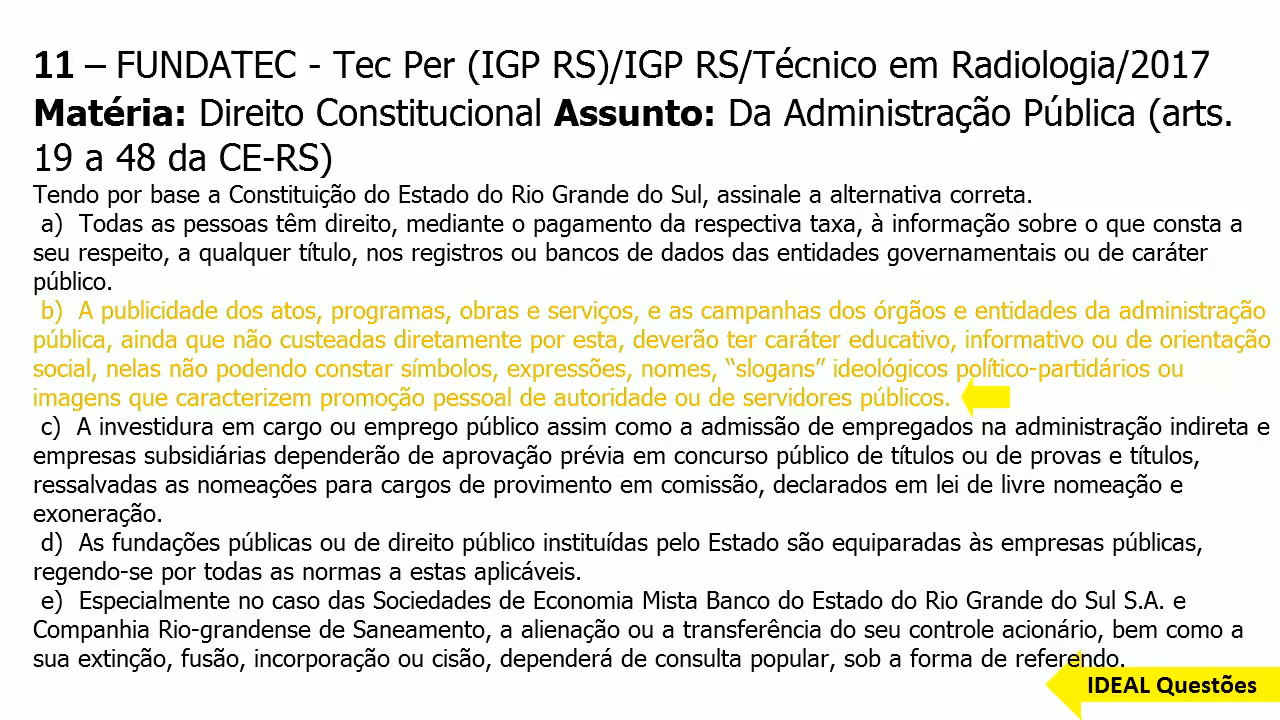 11 – FUNDATEC - Tec Per (IGP RS)/IGP RS/Técnico em Radiologia/2017
Matéria: Direito Constitucional Assunto: Da Administração Pública (arts.
19 a 48 da CE-RS)
Tendo por base a Constituição do Estado do Rio Grande do Sul, assinale a alternativa correta.
a) Todas as pessoas têm direito, mediante o pagamento da respectiva taxa, à informação sobre o que consta a
seu respeito, a qualquer título, nos registros ou bancos de dados das entidades governamentais ou de caráter
público.
b) A publicidade dos atos, programas, obras e serviços, e as campanhas dos órgãos e entidades da administração
pública, ainda que não custeadas diretamente por esta, deverão ter caráter educativo, informativo ou de orientação
social, nelas não podendo constar símbolos, expressões, nomes, “slogans” ideológicos político-partidários ou
imagens que caracterizem promoção pessoal de autoridade ou de servidores públicos.
c) A investidura em cargo ou emprego público assim como a admissão de empregados na administração indireta e
empresas subsidiárias dependerão de aprovação prévia em concurso público de títulos ou de provas e títulos,
ressalvadas as nomeações para cargos de provimento em comissão, declarados em lei de livre nomeação e
exoneração.
d) As fundações públicas ou de direito público instituídas pelo Estado são equiparadas às empresas públicas,
regendo-se por todas as normas a estas aplicáveis.
e) Especialmente no caso das Sociedades de Economia Mista Banco do Estado do Rio Grande do Sul S.A. e
Companhia Rio-grandense de Saneamento, a alienação ou a transferência do seu controle acionário, bem como a
sua extinção, fusão, incorporação ou cisão, dependerá de consulta popular, sob a forma de referendo.
IDEAL Questões